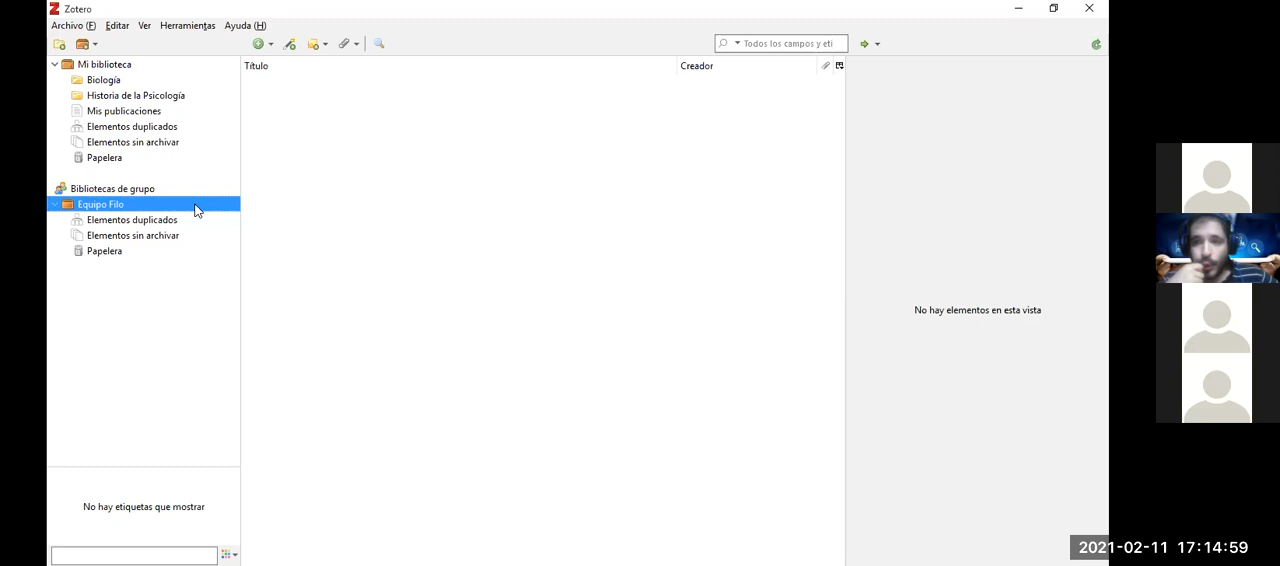 Zotero
Archivo (F) Editar Ver Herramientas Ayuda (H)
Todos los campos y eti
Mi biblioteca
Biología
Historia de la Psicología
Mis publicaciones
Elementos duplicados
Elementos sin archivar
Papelera
Bibliotecas de grupo
Equipo Filo
Elementos duplicados
Elementos sin archivar
Papelera
Título Creador
No hay elementos en esta vista
No hay etiquetas que mostrar
2021-02-11 17:14:59